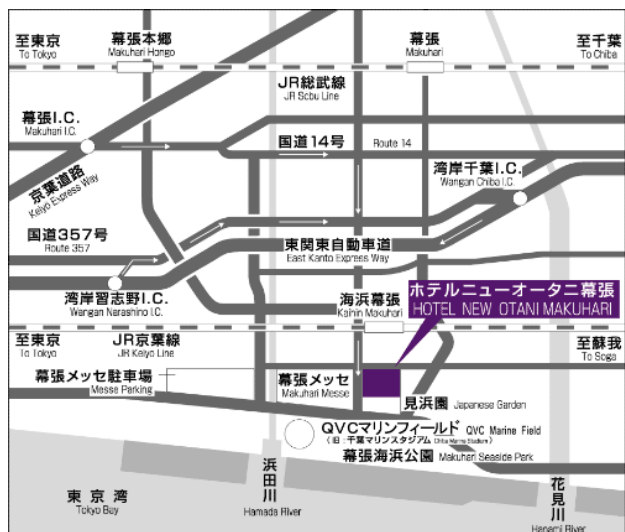 至東京
To Tokyo
幕張本郷
Makuhari Hongo
幕張
Makuhari
至千葉
To Chiba
JR総武線
JR Sobu Line
幕張I.C.
Makuhari I.C.
国道14号
Route 14
湾岸千葉I.C.
Wangan Chiba I.C.
京葉道路
Keiyo Express Way
国道357号
Route 357
東関東自動車道
East Kanto Express Way
湾岸習志野I.C.
Wangan Narashino I.C.
海浜幕張
Kaihin Makuhari
ホテルニューオータニ幕張
HOTEL NEW OTANI MAKUHARI
至東京
To Tokyo
JR京葉線
JR Keiyo Line
至蘇我
To Soga
幕張メッセ駐車場
Messe Parking
幕張メッセ
Makuhari Messe
見浜園 Japanese Garden
QVCマリンフィールド QVC Marine Field
(旧:千葉マリンスタジアム Chiba Marine Stadium)
幕張海浜公園 Makuhari Seaside Park
東京湾
Tokyo Bay
浜田川
Hamada River
花見川
Hanami River